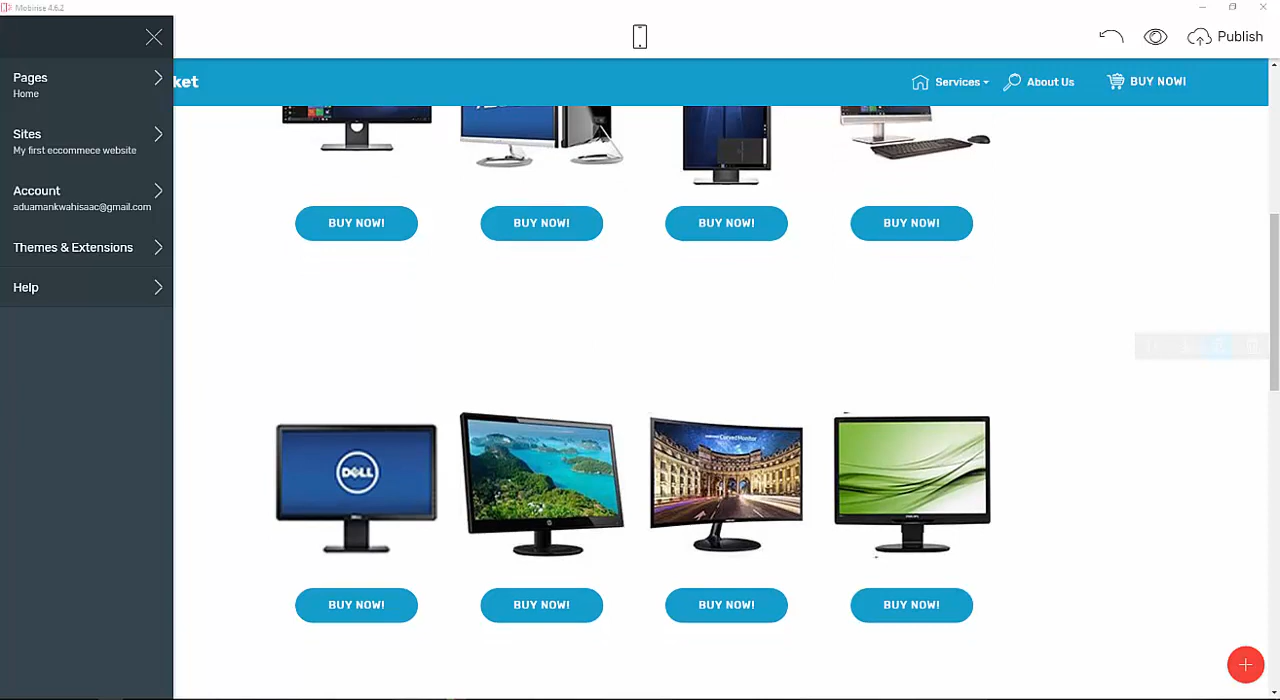 Mobirise 4.6.2
Publish
Pages
Home
Sites
My first eccommece website
Account
aduamankwahisaac@gmail.com
Themes & Extensions
Help
ket
Services
About Us
BUY NOW!
BUY NOW!
BUY NOW!
BUY NOW!
BUY NOW!
DELL
BUY NOW!
BUY NOW!
BUY NOW!
BUY NOW!